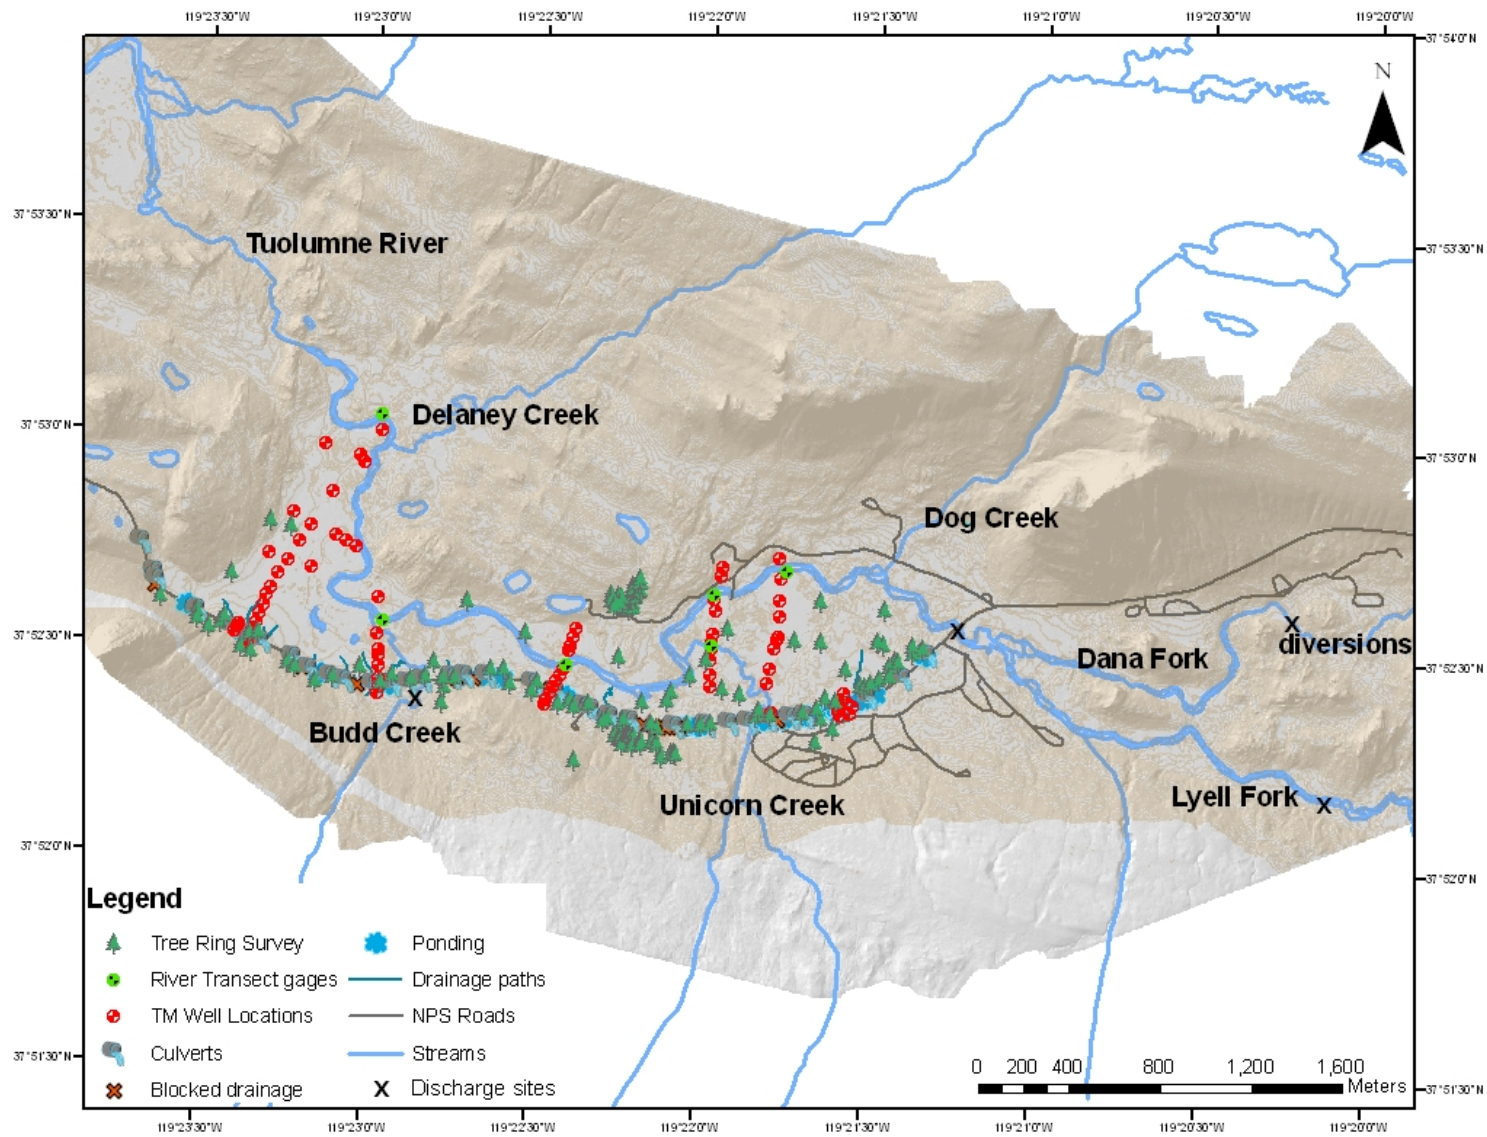 119°23'30"W 119°23'0"W 119°22'30"W 119°22'0"W 119°21'30"W 119°21'0"W 119°20'30"W 119°20'0"W
37°54'0"N
N
37°53'30"N
Tuolumne River
37°53'30"N
Delaney Creek
37°53'0"N
37°53'0"N
Dog Creek
37°52'30"N
diversions
Dana Fork
37°52'30"N
Budd Creek
Lyell Fork
Unicorn Creek
37°52'0"N
37°52'0"N
Legend
Tree Ring Survey
Ponding
River Transect gages
Drainage paths
TM Well Locations
NPS Roads
Culverts
Streams
Blocked drainage
X Discharge sites
37°51'30"N
0 200 400 800 1,200 1,600
Meters
37°51'30"N
119°23'30"W 119°23'0"W 119°22'30"W 119°22'0"W 119°21'30"W 119°21'0"W 119°20'30"W 119°20'0"W